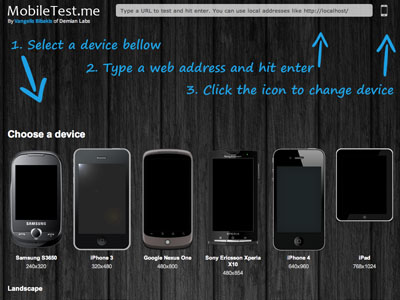 MobileTest.me
By Vangelis Bibakis of Demian Labs
Type a URL to test and hit enter. You can use local addresses like http://localhost/
1. Select a device bellow
2. Type a web address and hit enter
3. Click the icon to change device
Choose a device
SAMSUNG
Samsung S3650
240x320
iPhone 3
320x480
Google Nexus One
480x800
Sony Ericsson Xperia X10
480x854
iPhone 4
640x960
iPad
768x1024
Landscape